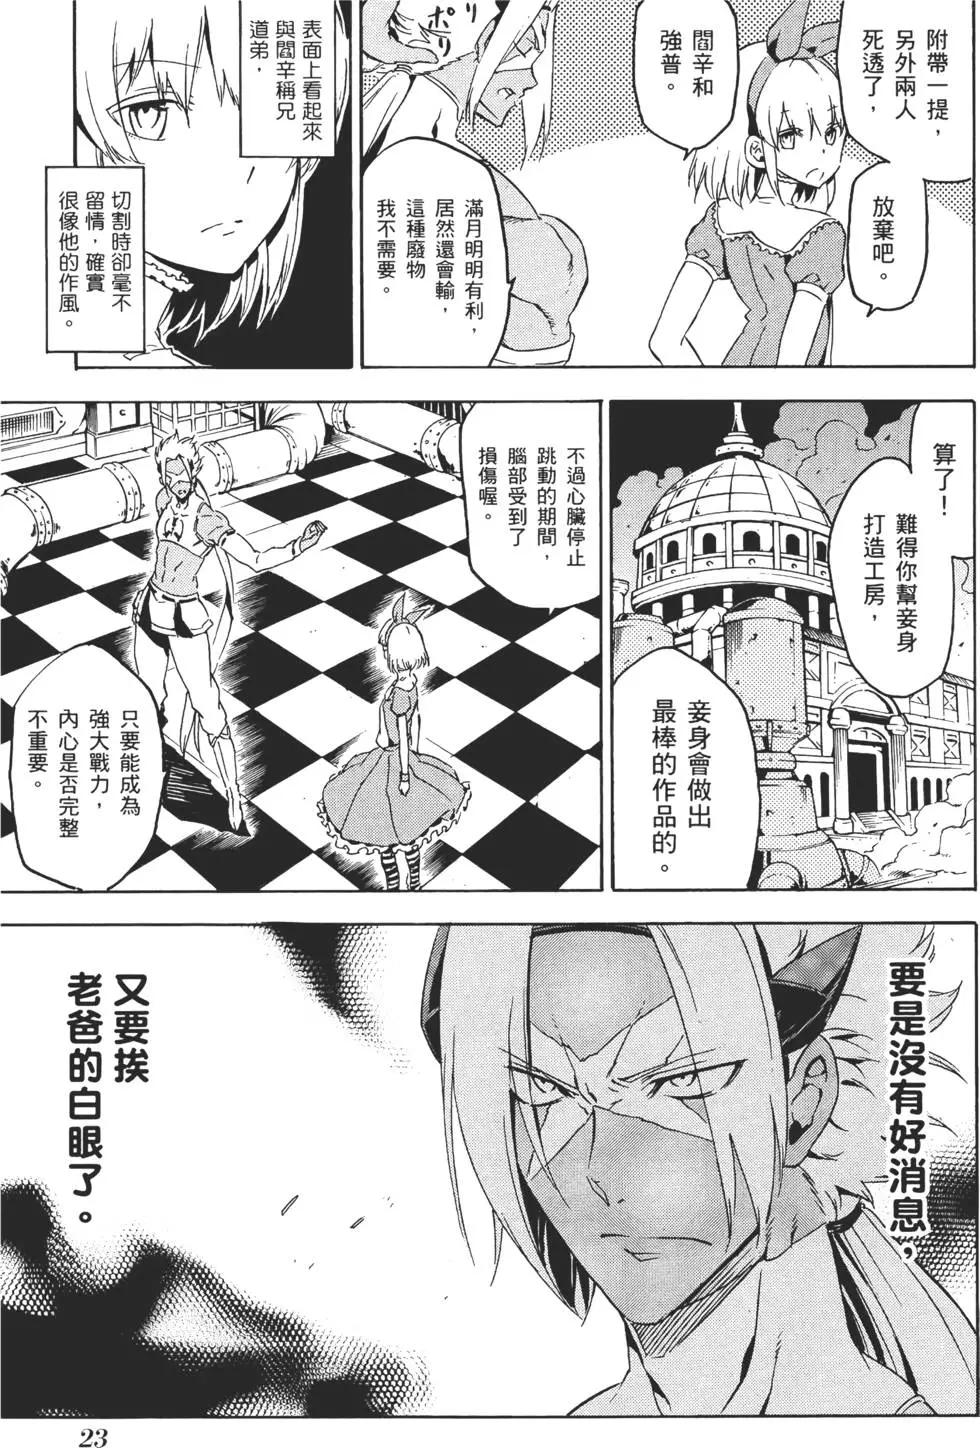 附帶一提，
另外兩人
死透了，
放棄吧。
閻辛和
強普。
ポリ
ポリ
滿月明明有利，
居然還會輸，
這種廢物
我不需要。
表面上看起來
與閻辛稱兄
道弟，
切割時卻毫不
留情，確實
很像他的作風。
算了！
難得你幫妾身
打造工房，
妾身會做出
最棒的作品的。
不過心臟停止
跳動的期間，
腦部受到了
損傷喔。
只要能成為
強大戰力，
內心是否完整
不重要。
要是沒有好消息，
又要挨
老爸的白眼了。
23